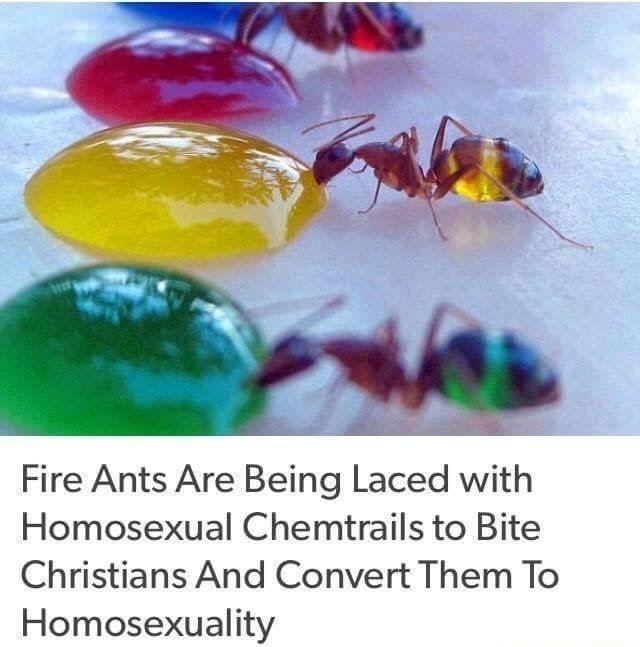 Fire Ants Are Being Laced with
Homosexual Chemtrails to Bite
Christians And Convert Them To
Homosexuality